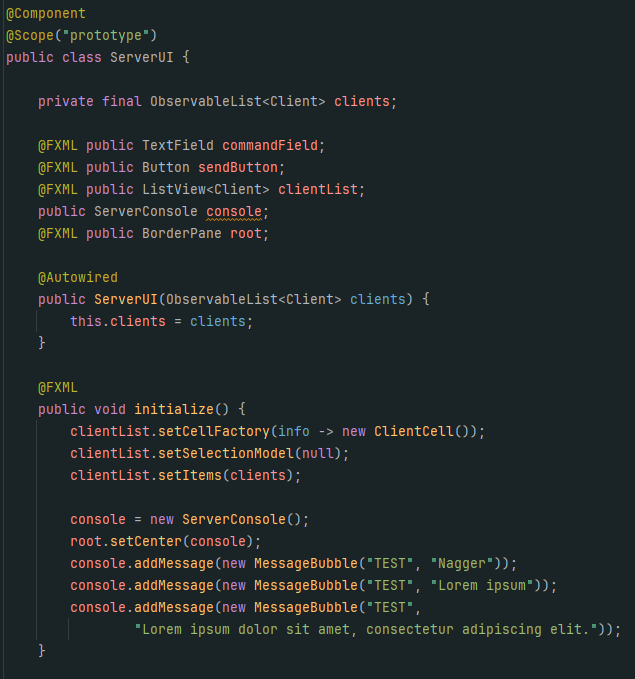 @Component
@Scope("prototype")
public class ServerUI {
private final ObservableList<Client> clients;
@FXML public TextField commandField;
@FXML public Button sendButton;
@FXML public ListView<Client> clientList;
public ServerConsole console;
@FXML public BorderPane root;
@Autowired
public ServerUI(ObservableList<Client> clients) {
this.clients = clients;
}
@FXML
public void initialize() {
clientList.setCellFactory(info -> new ClientCell());
clientList.setSelectionModel(null);
clientList.setItems(clients);
console = new ServerConsole();
root.setCenter(console);
console.addMessage(new MessageBubble("TEST", "Nagger"));
console.addMessage(new MessageBubble("TEST", "Lorem ipsum"));
console.addMessage(new MessageBubble("TEST",
"Lorem ipsum dolor sit amet, consectetur adipiscing elit."));
}